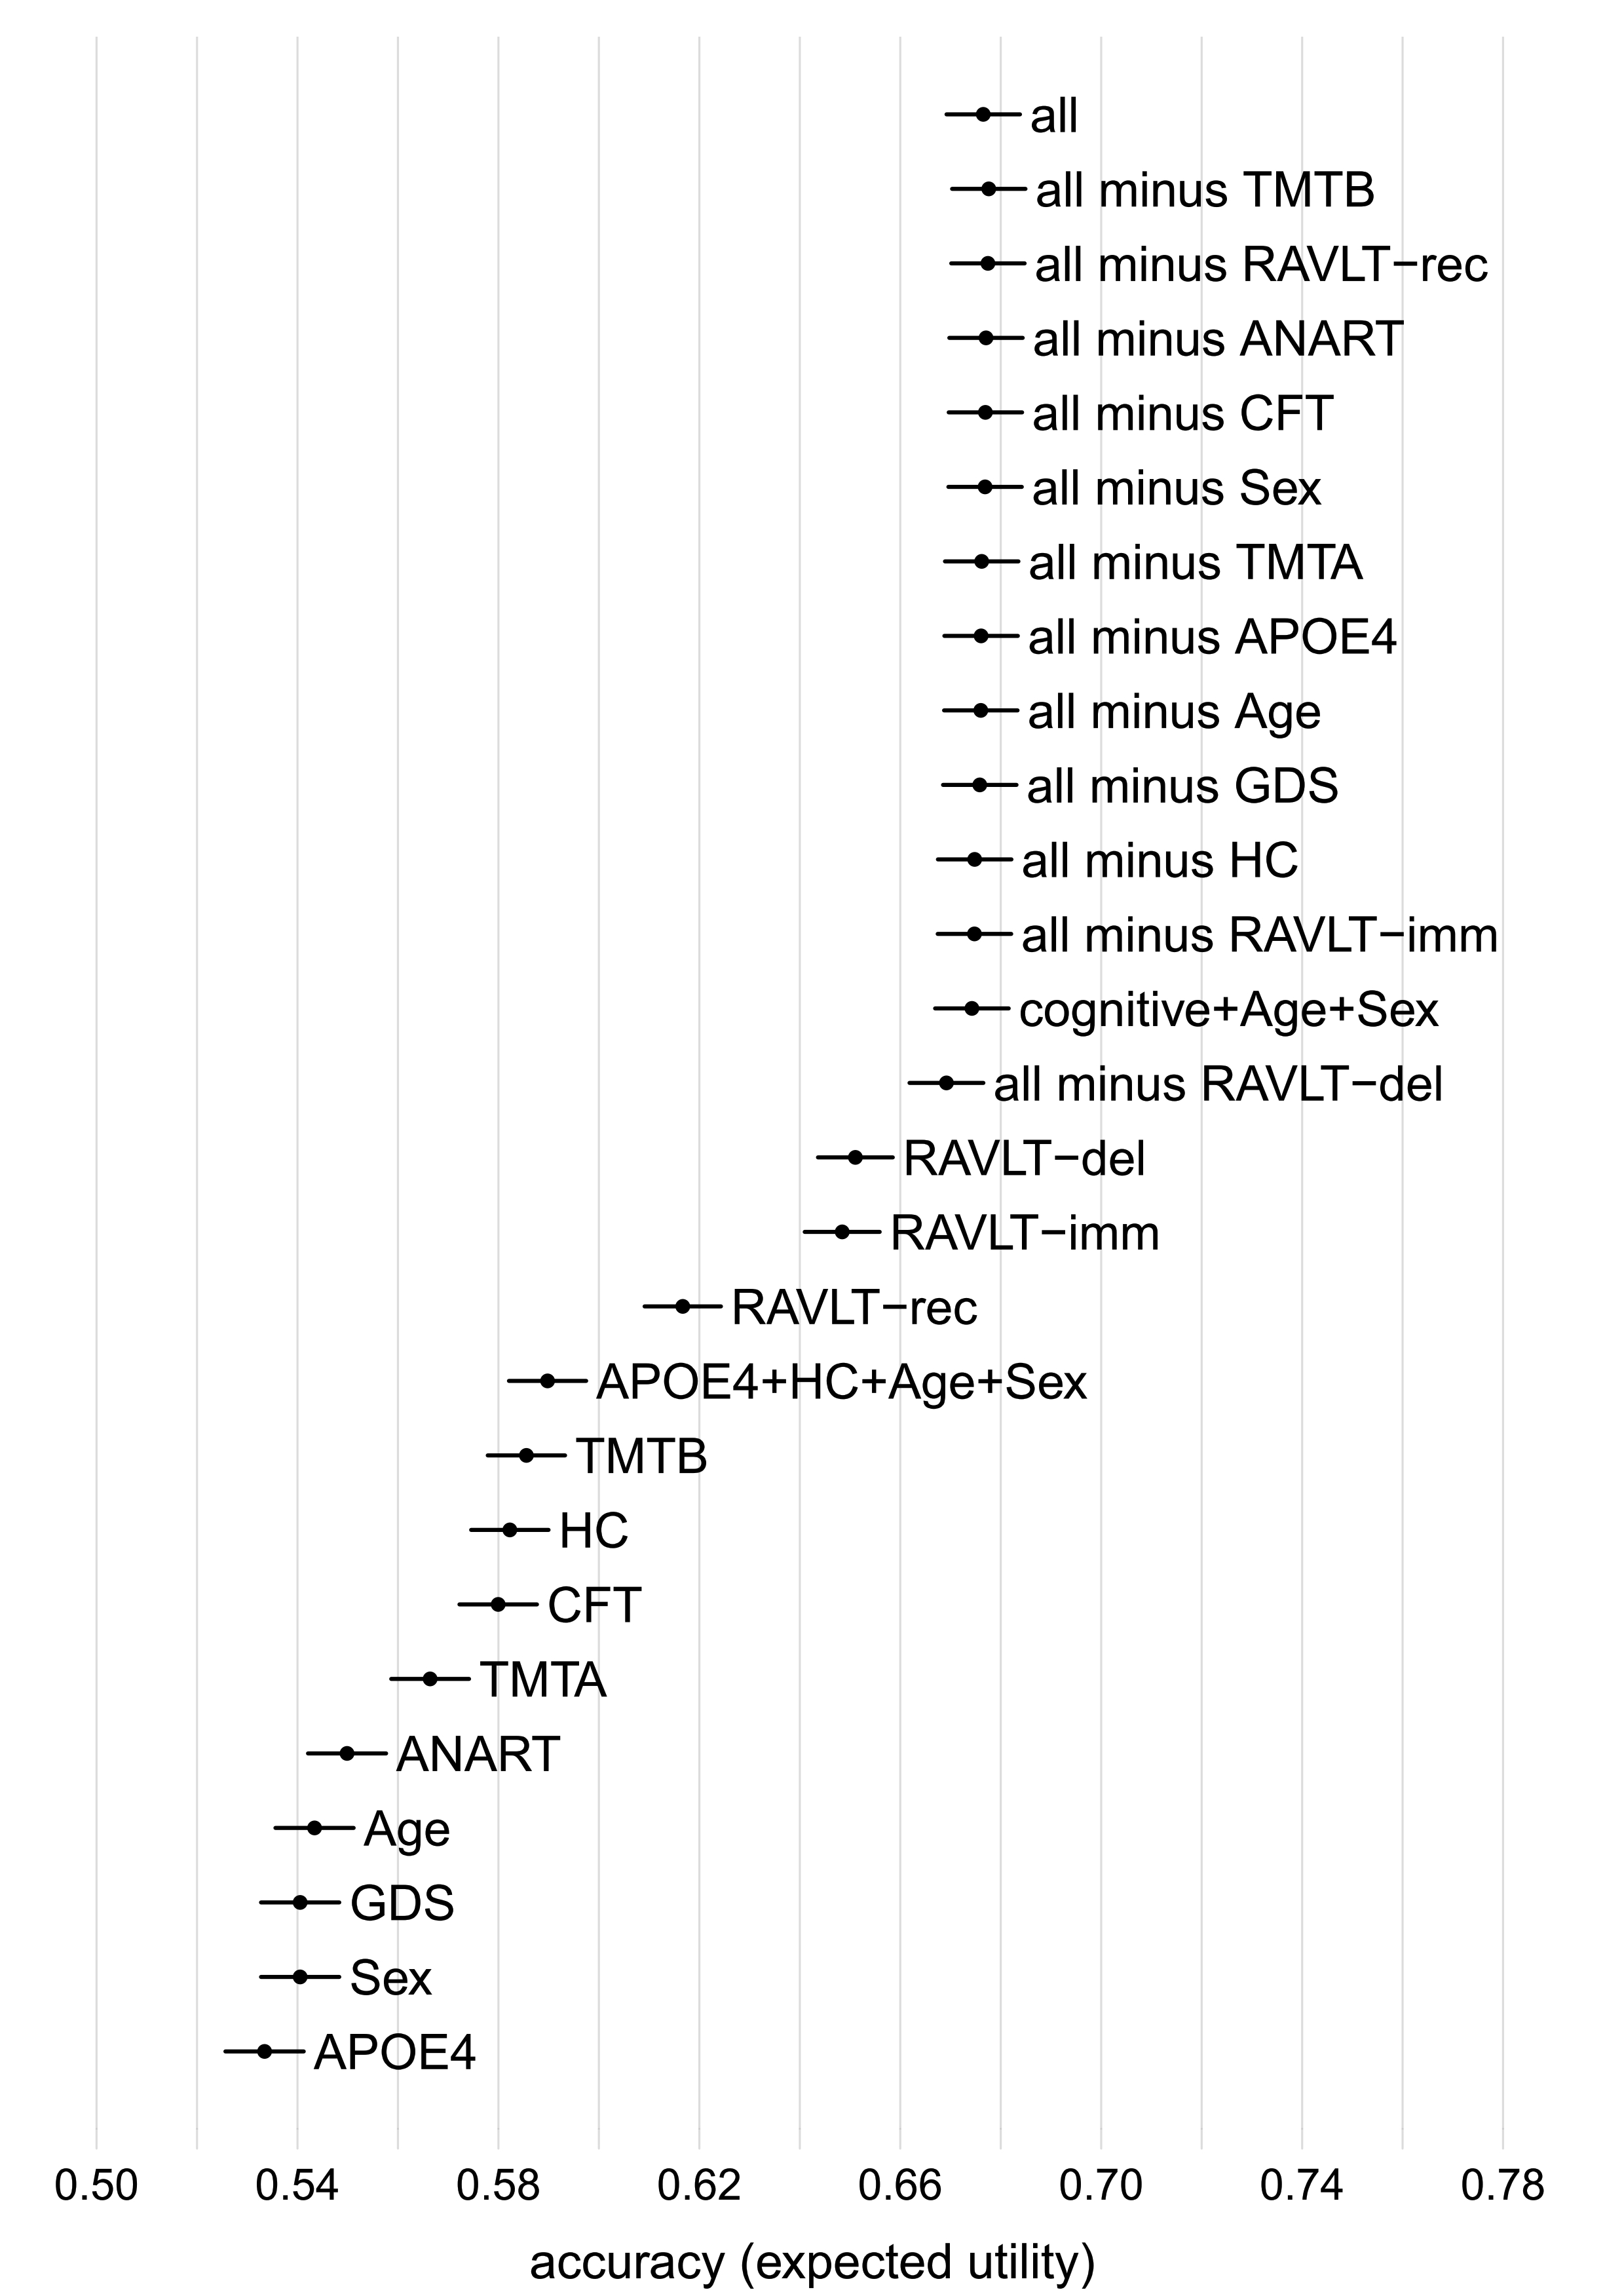 all
all minus TMTB
all minus RAVLT−rec
all minus ANART
all minus CFT
all minus Sex
all minus TMTA
all minus APOE4
all minus Age
all minus GDS
all minus HC
all minus RAVLT−imm
cognitive+Age+Sex
all minus RAVLT−del
RAVLT−del
RAVLT−imm
RAVLT−rec
APOE4+HC+Age+Sex
TMTB
HC
CFT
TMTA
ANART
Age
GDS
Sex
APOE4
0.50 0.54 0.58 0.62 0.66 0.70 0.74 0.78
accuracy (expected utility)